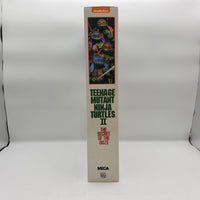 nickelodeon
TEENAGE
MUTANT
NINJA
TURTLES
II
THE
SECRET
OF THE
OOZE
NECA